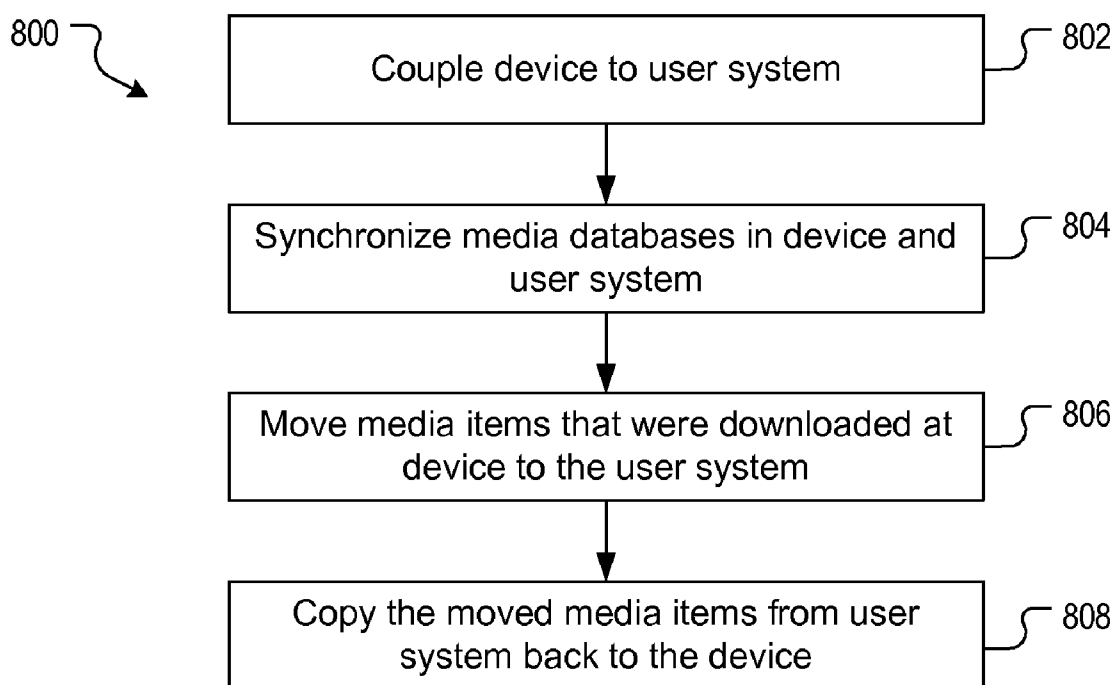 800
Couple device to user system
802
Synchronize media databases in device and
user system
804
Move media items that were downloaded at
device to the user system
806
Copy the moved media items from user
system back to the device
808